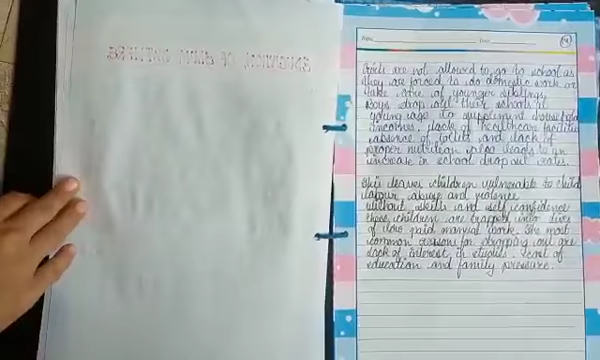 Girls are not allowed to go to school as
they are forced to do domestic work or
take care of younger siblings.
Boys drop out their schools at
young age to supplement household
incomes, lack of healthcare facilities
absence of toilets and lack of
proper nutrition also leads to an
increase in school drop out rates.
This leaves children vulnerable to child
labour, abuse and violence
without skills and self confidence
these children are trapped into lives
of low paid manual work. The most
common reasons for dropping out are
lack of interest in studies. cost of
education and family pressure.